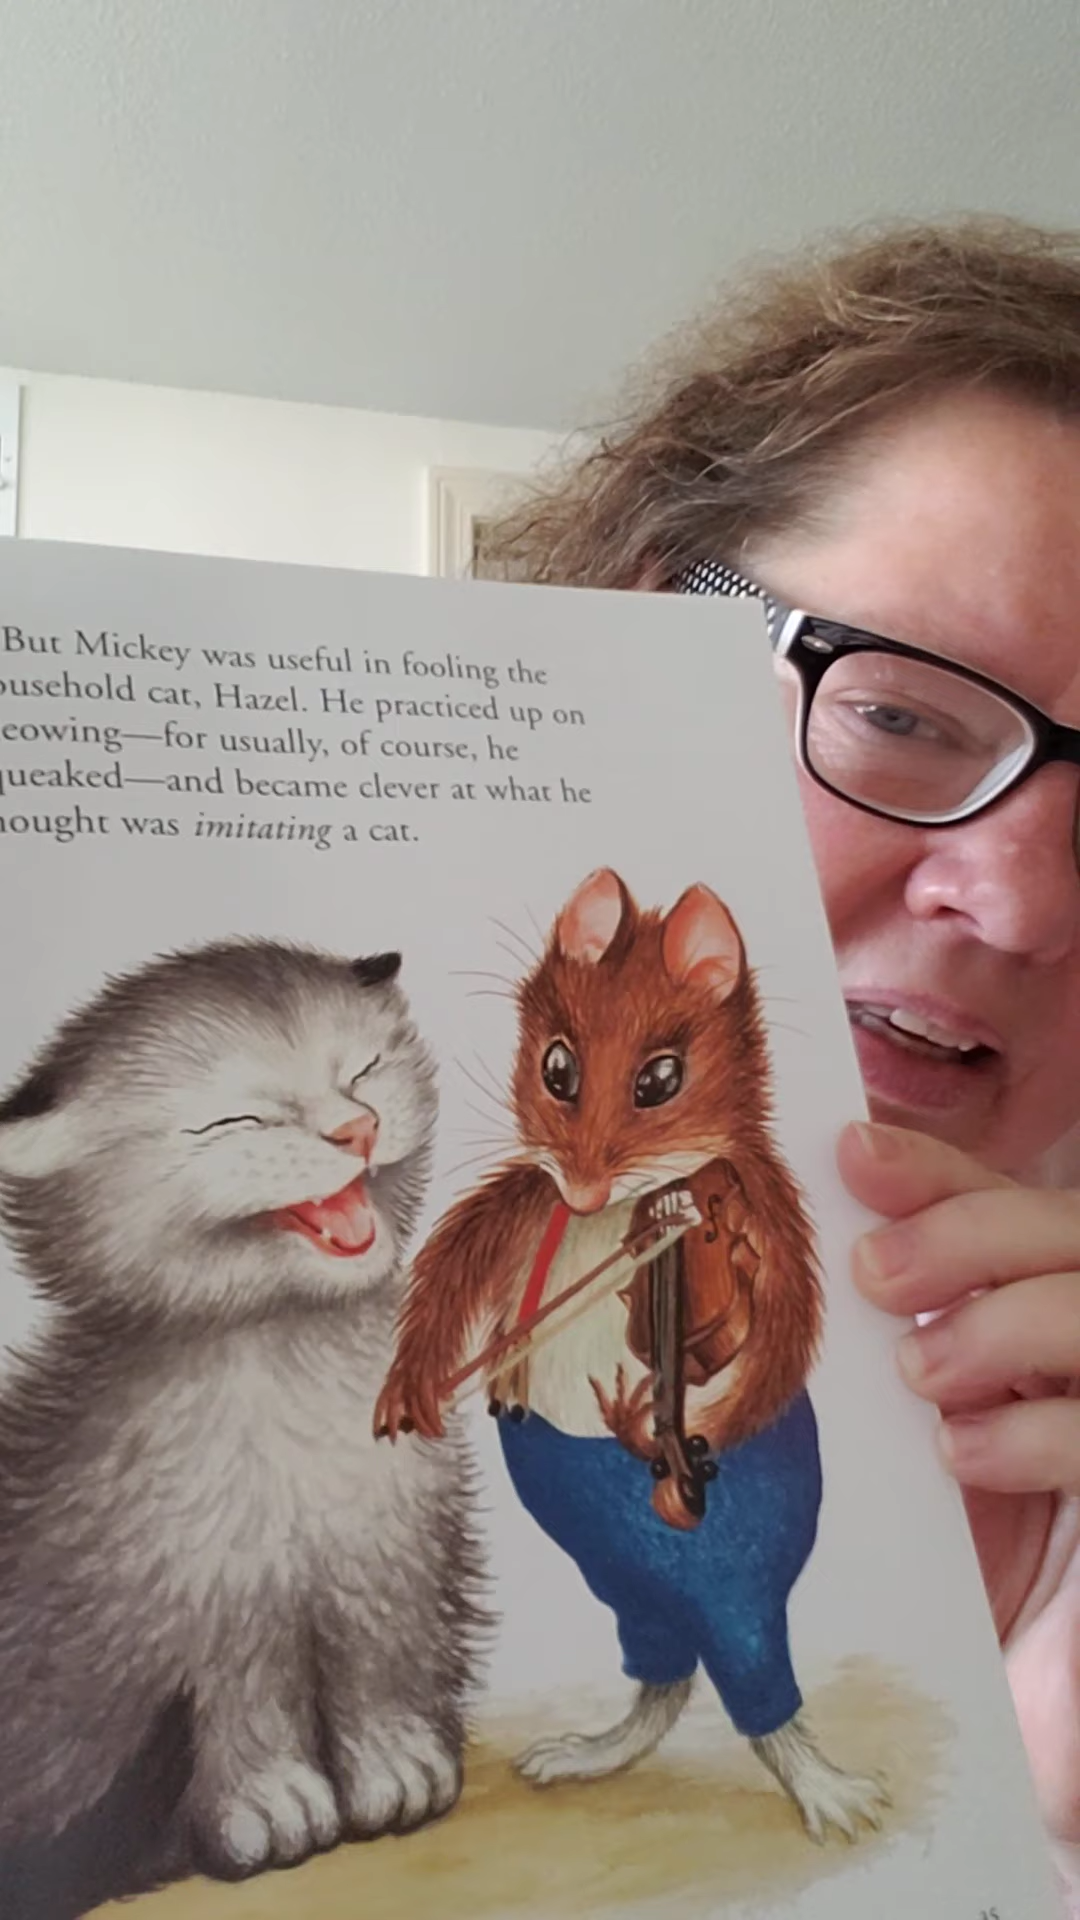 But Mickey was useful in fooling the
ousehold cat, Hazel. He practiced up on
eowing—for usually, of course, he
queaked—and became clever at what he
hought was imitating a cat.
35